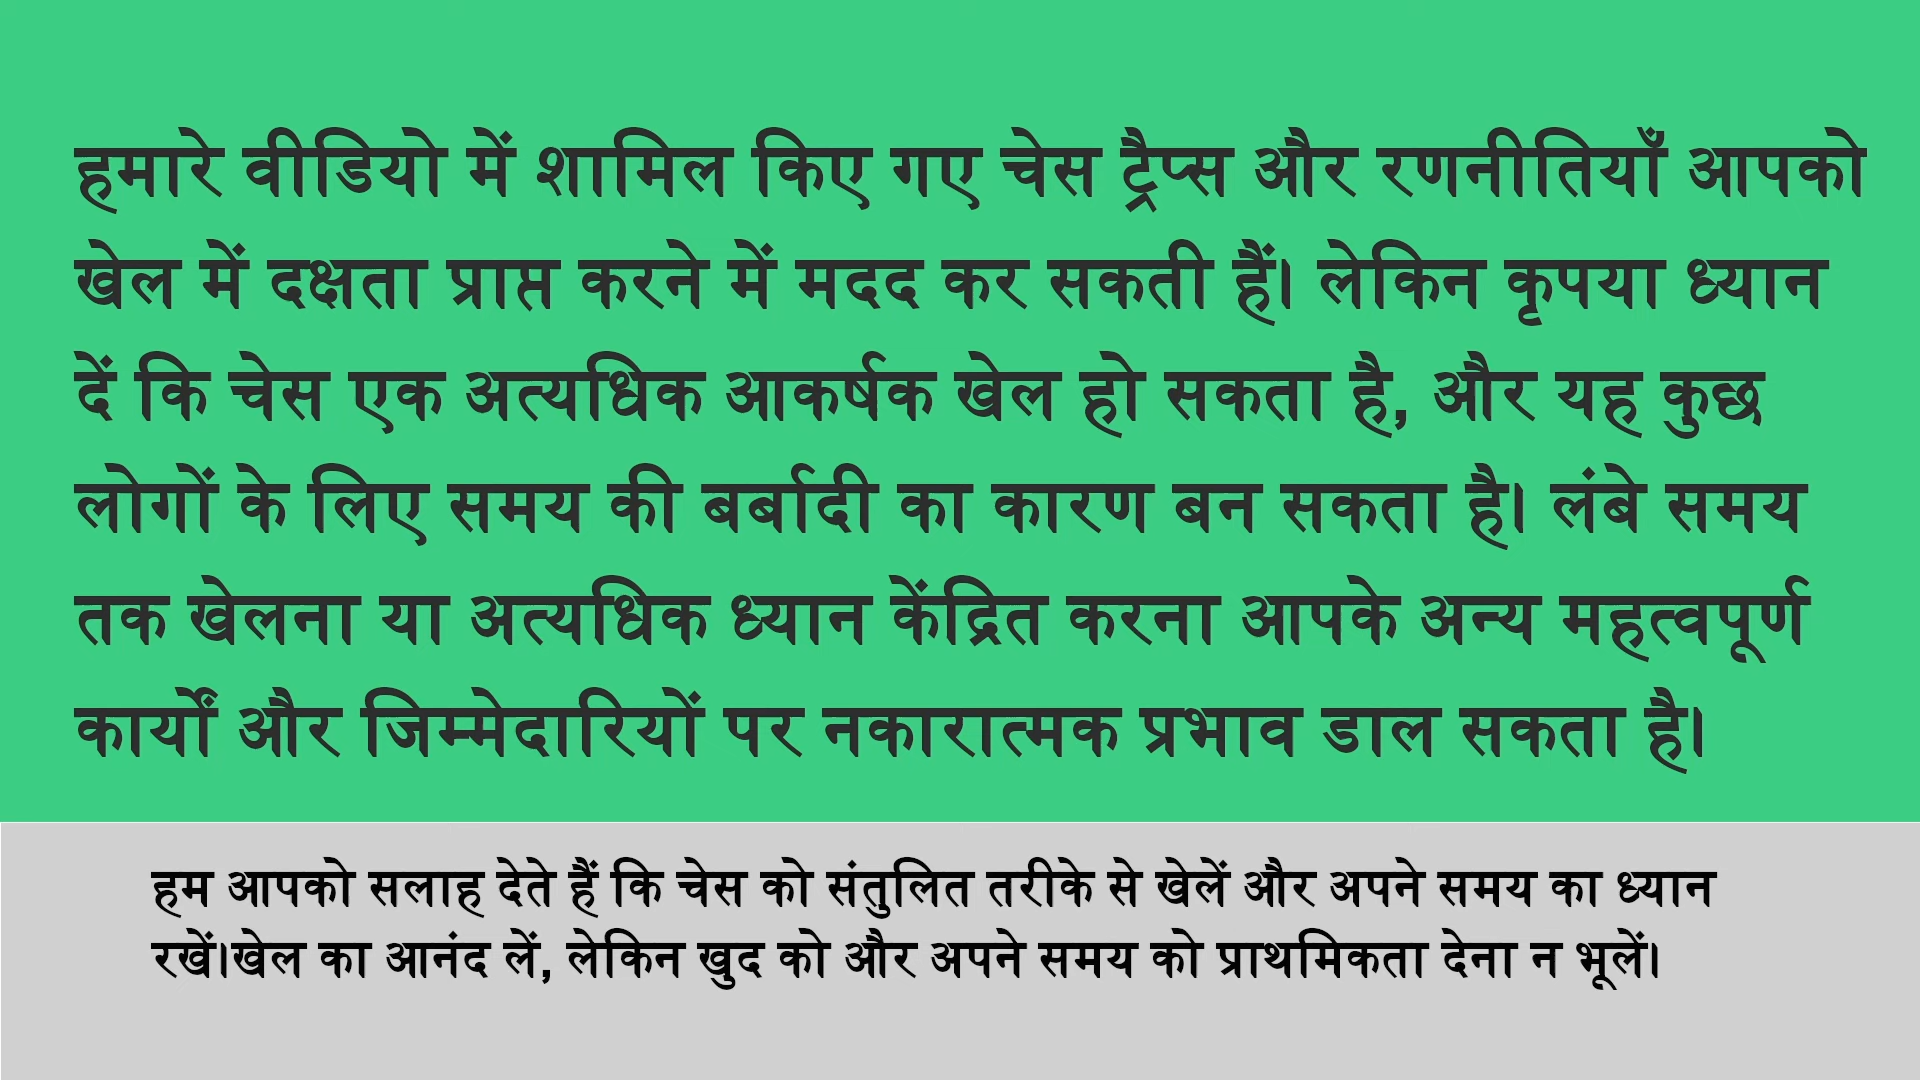 हमारे वीडियो में शामिल किए गए चेस ट्रैप्स और रणनीतियाँ आपको
खेल में दक्षता प्राप्त करने में मदद कर सकती हैं। लेकिन कृपया ध्यान
दें कि चेस एक अत्यधिक आकर्षक खेल हो सकता है, और यह कुछ
लोगों के लिए समय की बर्बादी का कारण बन सकता है। लंबे समय
तक खेलना या अत्यधिक ध्यान केंद्रित करना आपके अन्य महत्वपूर्ण
कार्यों और जिम्मेदारियों पर नकारात्मक प्रभाव डाल सकता है।
हम आपको सलाह देते हैं कि चेस को संतुलित तरीके से खेलें और अपने समय का ध्यान
रखें।खेल का आनंद लें, लेकिन खुद को और अपने समय को प्राथमिकता देना न भूलें।